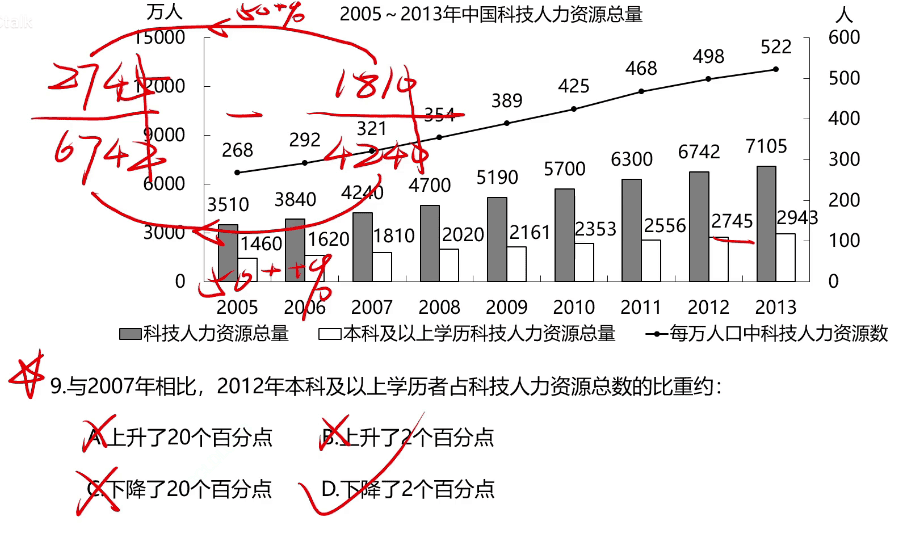 万人 2005～2013年中国科技人力资源总量 人
50+%
15000 600
522
498
468
425
389
354
321
292
268
12000 500
9000 400
6000 300
3000 200
100
0 0
2745 — 1810
6742 4240
3510 3840 4240 4700 5190 5700 6300 6742 7105
1460 1620 1810 2020 2161 2353 2556 2745 2943
50++%
2005 2006 2007 2008 2009 2010 2011 2012 2013
科技人力资源总量 本科及以上学历科技人力资源总量 每万人口中科技人力资源数
9.与2007年相比，2012年本科及以上学历者占科技人力资源总数的比重约：
A.上升了20个百分点 B.上升了2个百分点
C.下降了20个百分点 D.下降了2个百分点